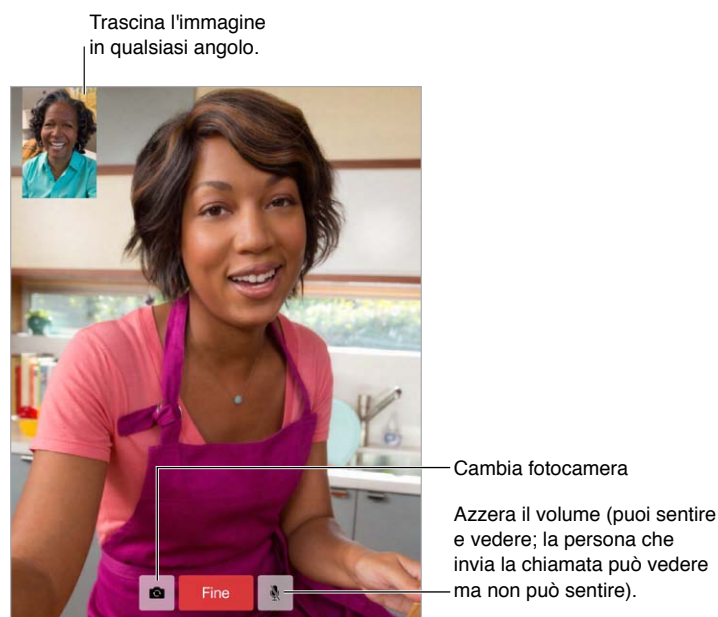 Trascina l'immagine
in qualsiasi angolo.
Cambia fotocamera
Azzera il volume (puoi sentire
e vedere; la persona che
invia la chiamata può vedere
ma non può sentire).
Fine